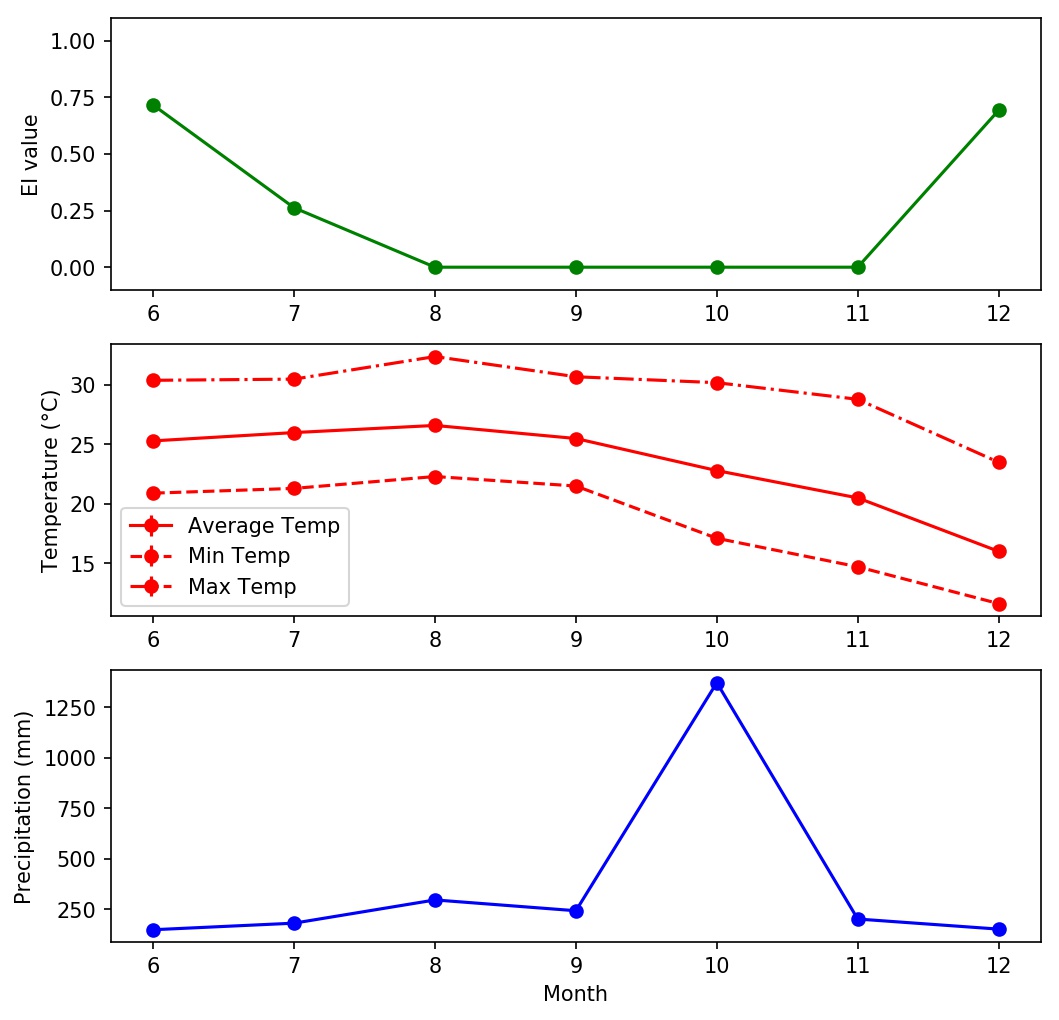 EI value
1.00
0.75
0.50
0.25
0.00
6 7 8 9 10 11 12
Temperature (°C)
30
25
20
15
Average Temp
Min Temp
Max Temp
6 7 8 9 10 11 12
Precipitation (mm)
1250
1000
750
500
250
6 7 8 9 10 11 12
Month